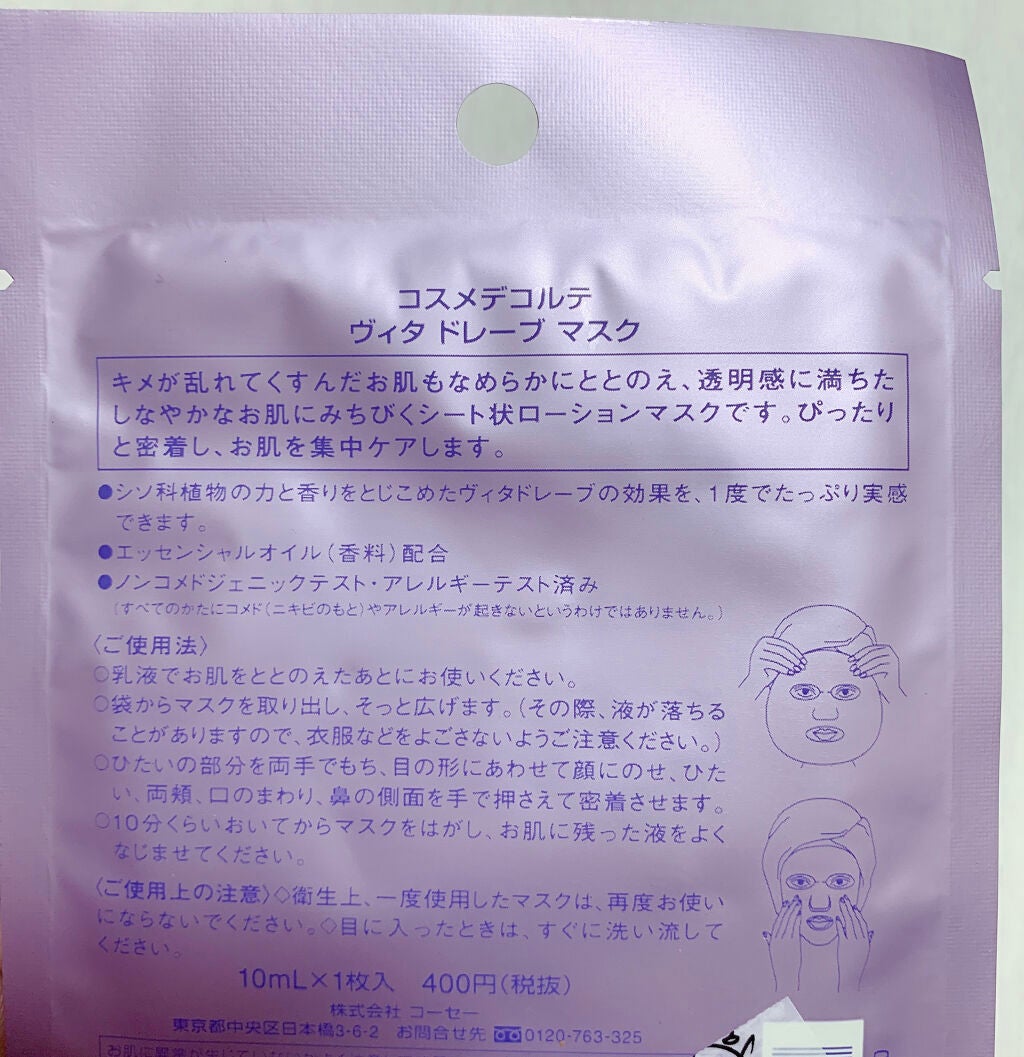 コスメデコルテ
ヴィタ ドレーブ マスク
キメが乱れてくすんだお肌もなめらかにととのえ、透明感に満ちた
しなやかなお肌にみちびくシート状ローションマスクです。ぴったり
と密着し、お肌を集中ケアします。
●シソ科植物の力と香りをとじこめたヴィタドレーブの効果を、1度でたっぷり実感
できます。
●エッセンシャルオイル(香料)配合
●ノンコメドジェニックテスト・アレルギーテスト済み
(すべてのかたにコメド(ニキビのもと)やアレルギーが起きないというわけではありません。)
〈ご使用法〉
○乳液でお肌をととのえたあとにお使いください。
○袋からマスクを取り出し、そっと広げます。(その際、液が落ちる
ことがありますので、衣服などをよごさないようご注意ください。)
○ひたいの部分を両手でもち、目の形にあわせて顔にのせ、ひた
い、両頬、口のまわり、鼻の側面を手で押さえて密着させます。
○10分くらいおいてからマスクをはがし、お肌に残った液をよく
なじませてください。
〈ご使用上の注意〉◇衛生上、一度使用したマスクは、再度お使い
にならないでください。◇目に入ったときは、すぐに洗い流して
ください。
10mL×1枚入 400円(税抜)
株式会社 コーセー
東京都中央区日本橋3-6-2 お問合せ先 0120-763-325